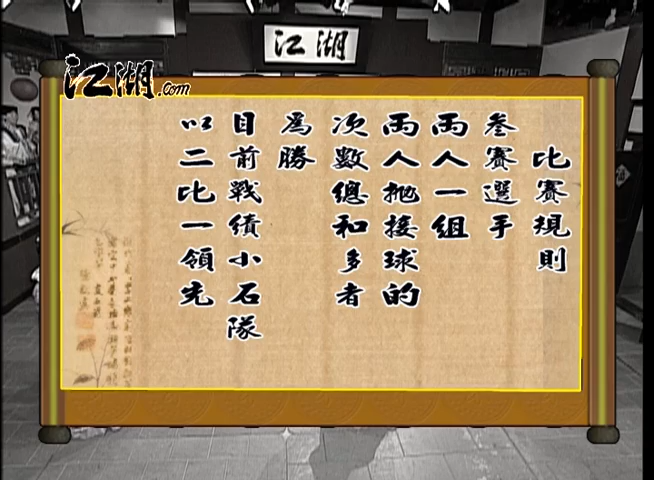 江湖
江湖.com
比賽規則
參賽選手
兩人一組
兩人拋接球的
次數總和多者
為勝
目前戰績小石隊
以二比一領先